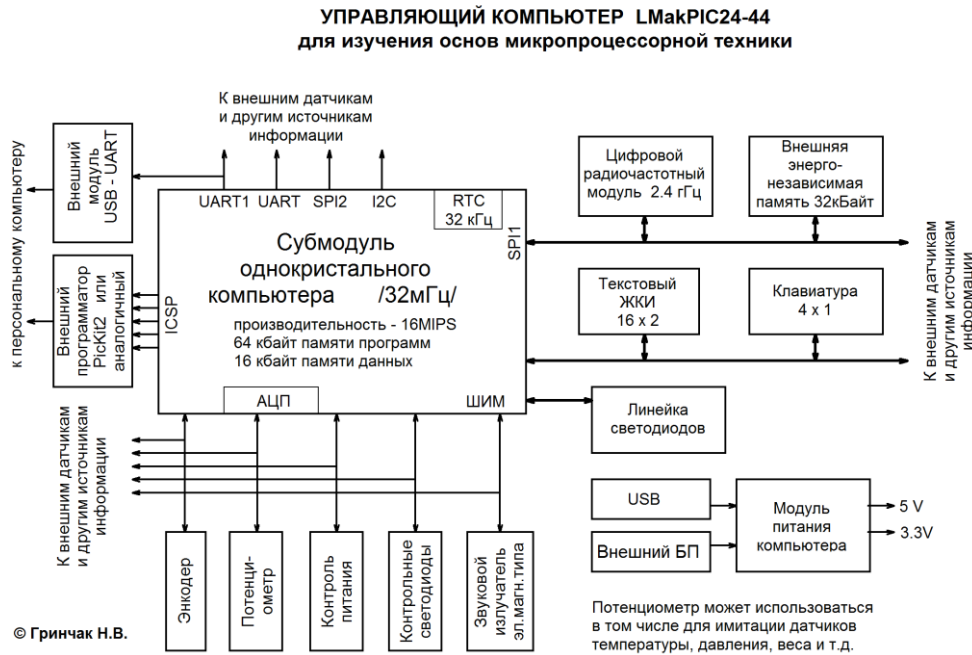 УПРАВЛЯЮЩИЙ КОМПЬЮТЕР LMakPIC24-44
для изучения основ микропроцессорной техники
К внешним датчикам
и другим источникам
информации
к персональному компьютеру
Внешний
модуль
USB - UART
UART1
UART
SPI2
I2C
RTC
32 кГц
SPI1
Цифровой
радиочастотный
модуль 2.4 гГц
Внешняя
энерго-
независимая
память 32кБайт
Субмодуль
однокристального
компьютера /32мГц/
производительность - 16MIPS
64 кбайт памяти программ
16 кбайт памяти данных
Внешний
программатор
PicKit2 или
аналогичный
ICSP
Текстовый
ЖКИ
16 x 2
Клавиатура
4 x 1
К внешним датчикам
и другим источникам
информации
АЦП
ШИМ
Линейка
светодиодов
К внешним датчикам
и другим источникам
информации
USB
Внешний БП
Модуль
питания
компьютера
5 V
3.3V
Энкодер
Потенци-
ометр
Контроль
питания
Контрольные
светодиоды
Звуковой
излучатель
эл.магн.типа
Потенциометр может использоваться
в том числе для имитации датчиков
температуры, давления, веса и т.д.
© Гринчак Н.В.